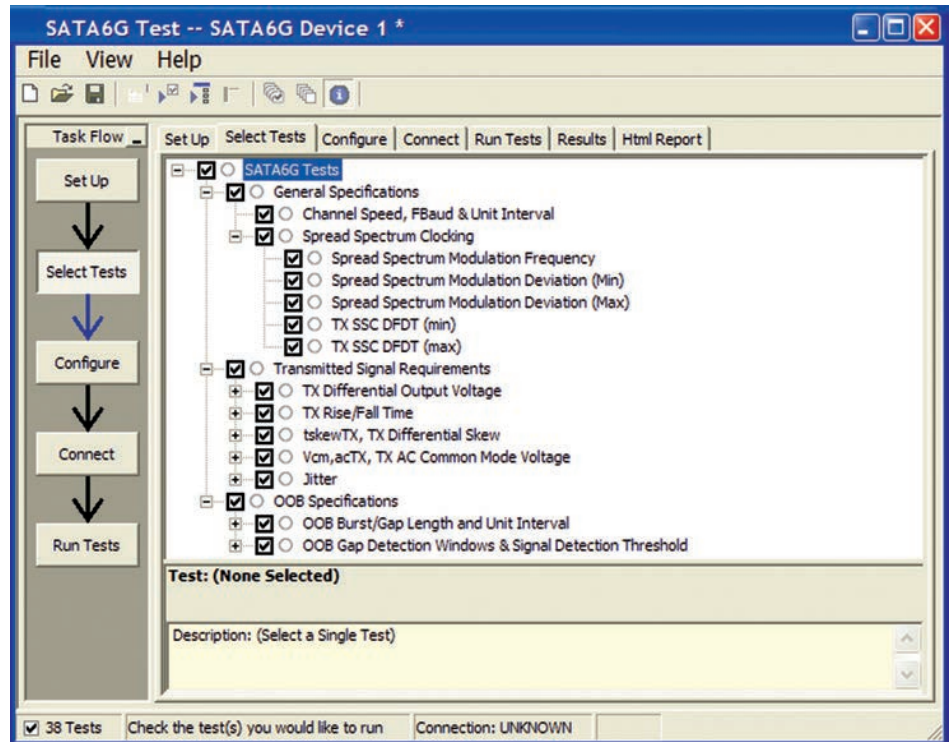 SATA6G Test -- SATA6G Device 1 *
File View Help
Task Flow
Set Up
Select Tests
Configure
Connect
Run Tests
Set Up Select Tests Configure Connect Run Tests Results Html Report
SATA6G Tests
General Specifications
Channel Speed, FBaud & Unit Interval
Spread Spectrum Clocking
Spread Spectrum Modulation Frequency
Spread Spectrum Modulation Deviation (Min)
Spread Spectrum Modulation Deviation (Max)
TX SSC DFDT (min)
TX SSC DFDT (max)
Transmitted Signal Requirements
TX Differential Output Voltage
TX Rise/Fall Time
tskewTX, TX Differential Skew
Vcm,acTX, TX AC Common Mode Voltage
Jitter
OOB Specifications
OOB Burst/Gap Length and Unit Interval
OOB Gap Detection Windows & Signal Detection Threshold
Test: (None Selected)
Description: (Select a Single Test)
38 Tests Check the test(s) you would like to run Connection: UNKNOWN